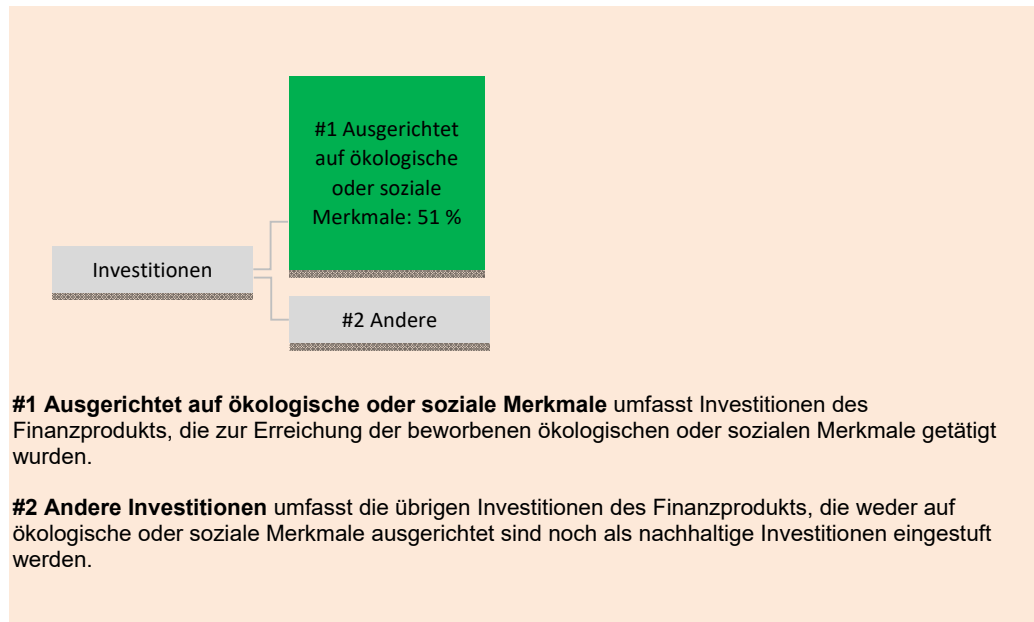 #1 Ausgerichtet
auf ökologische
oder soziale
Merkmale: 51 %
Investitionen
#2 Andere
#1 Ausgerichtet auf ökologische oder soziale Merkmale umfasst Investitionen des
Finanzprodukts, die zur Erreichung der beworbenen ökologischen oder sozialen Merkmale getätigt
wurden.
#2 Andere Investitionen umfasst die übrigen Investitionen des Finanzprodukts, die weder auf
ökologische oder soziale Merkmale ausgerichtet sind noch als nachhaltige Investitionen eingestuft
werden.